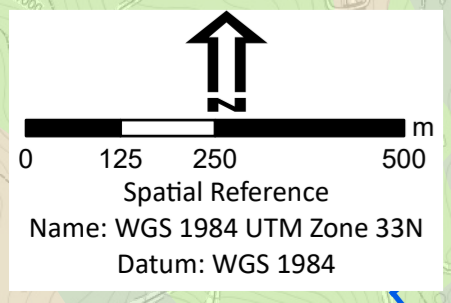 N
m
0 125 250 500
Spatial Reference
Name: WGS 1984 UTM Zone 33N
Datum: WGS 1984